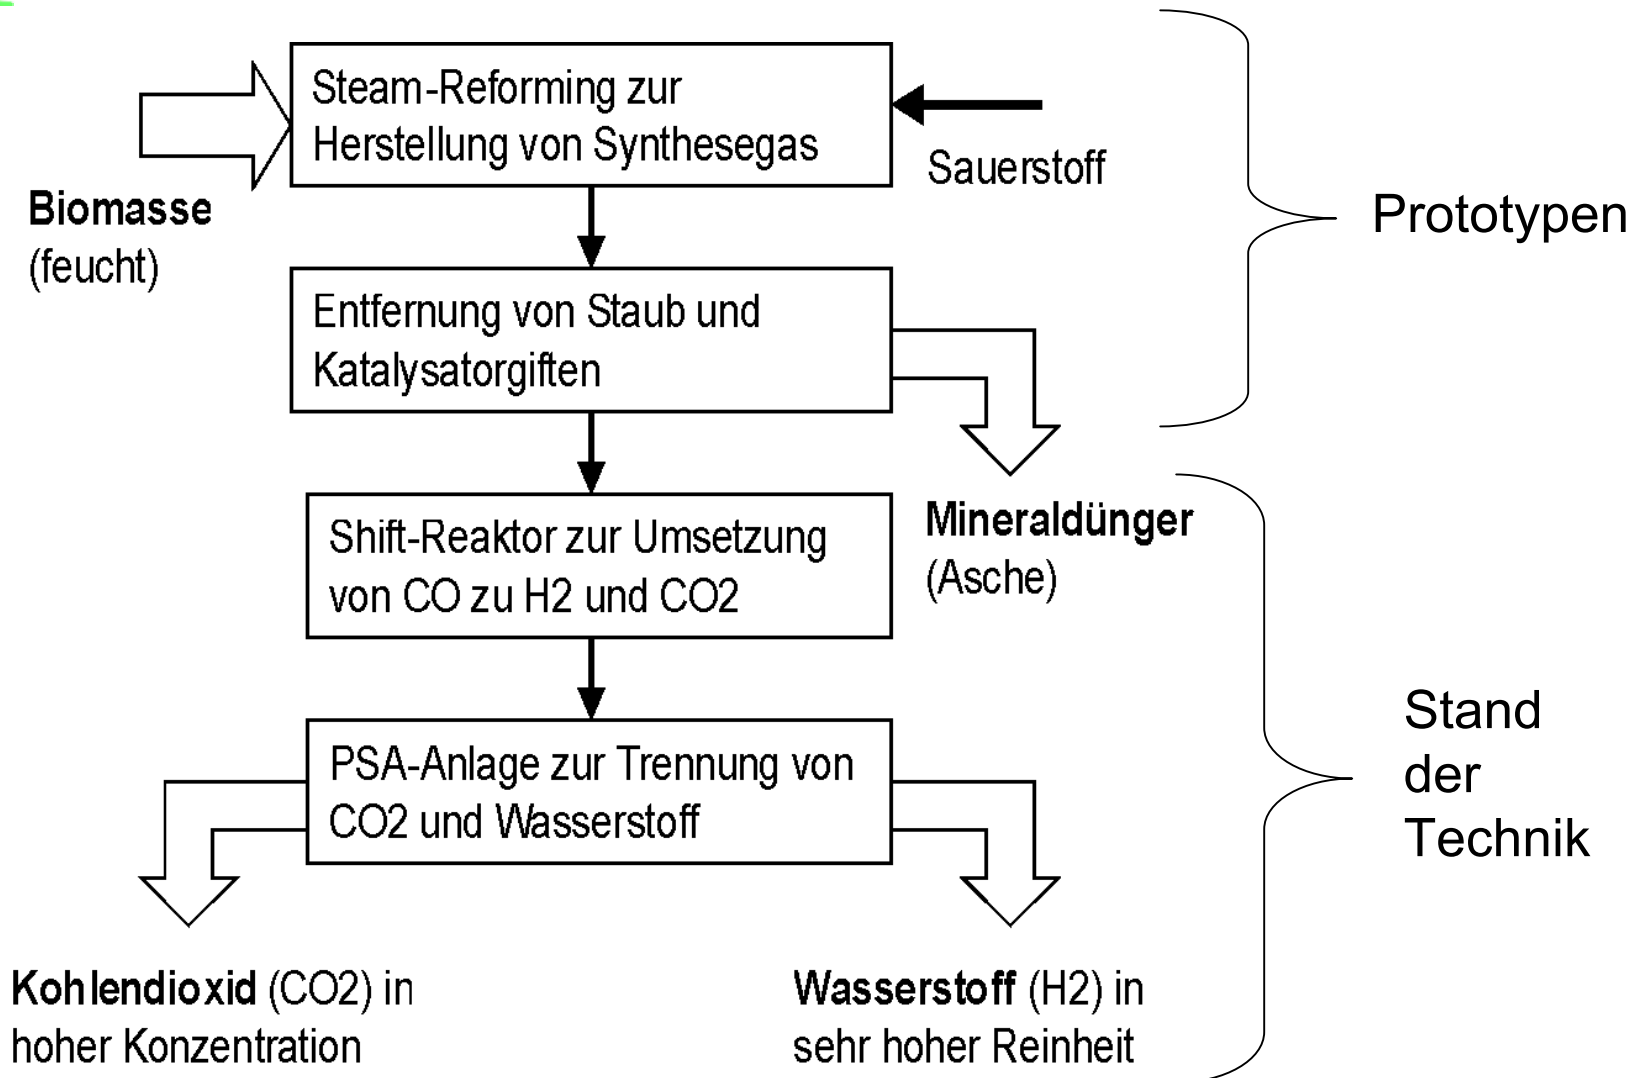 Steam-Reforming zur
Herstellung von Synthesegas
Sauerstoff
Biomasse
(feucht)
Prototypen
Entfernung von Staub und
Katalysatorgiften
Mineraldünger
(Asche)
Shift-Reaktor zur Umsetzung
von CO zu H2 und CO2
Stand
der
Technik
PSA-Anlage zur Trennung von
CO2 und Wasserstoff
Kohlendioxid (CO2) in
hoher Konzentration
Wasserstoff (H2) in
sehr hoher Reinheit